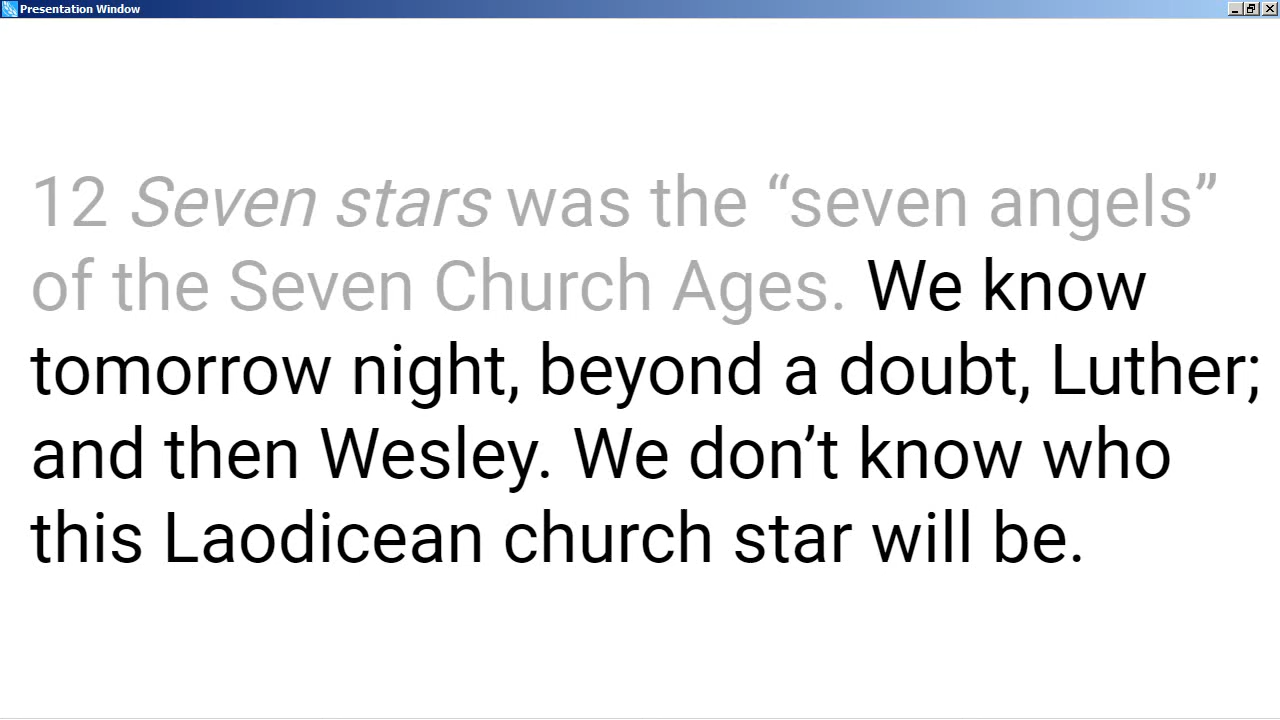 Presentation Window
12 Seven stars was the “seven angels”
of the Seven Church Ages. We know
tomorrow night, beyond a doubt, Luther;
and then Wesley. We don’t know who
this Laodicean church star will be.